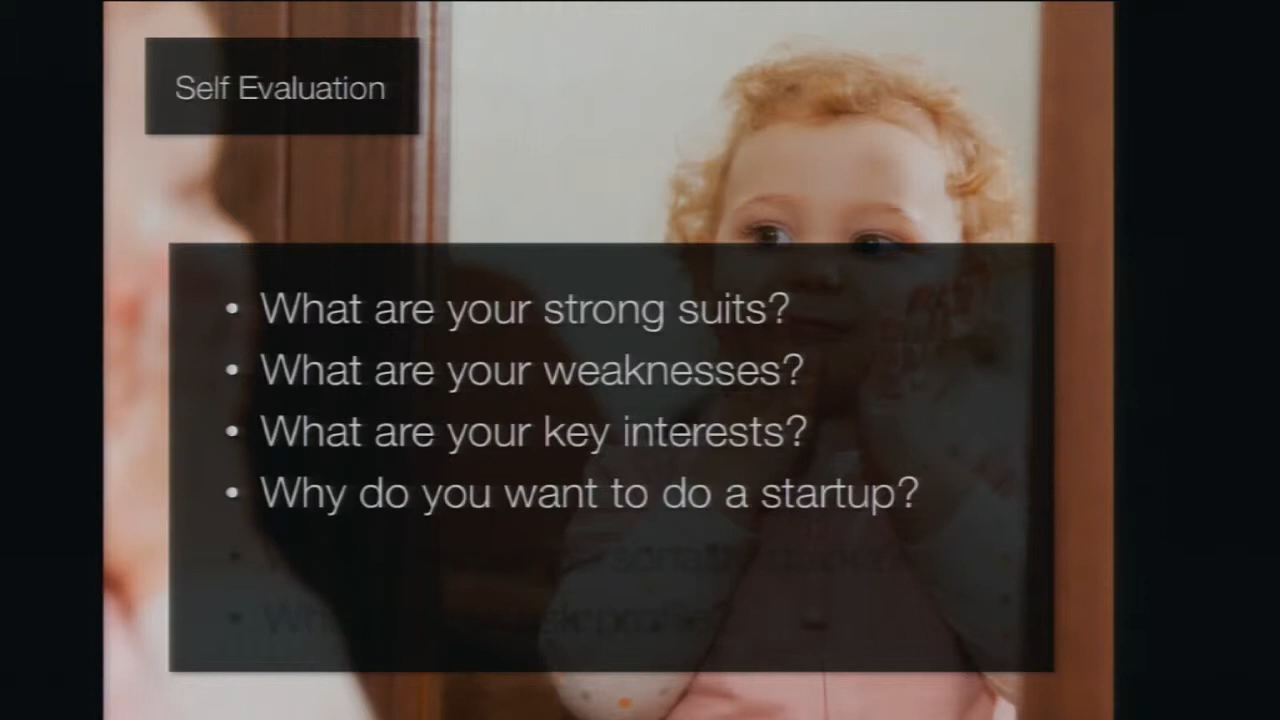 Self Evaluation
• What are your strong suits?
• What are your weaknesses?
• What are your key interests?
• Why do you want to do a startup?